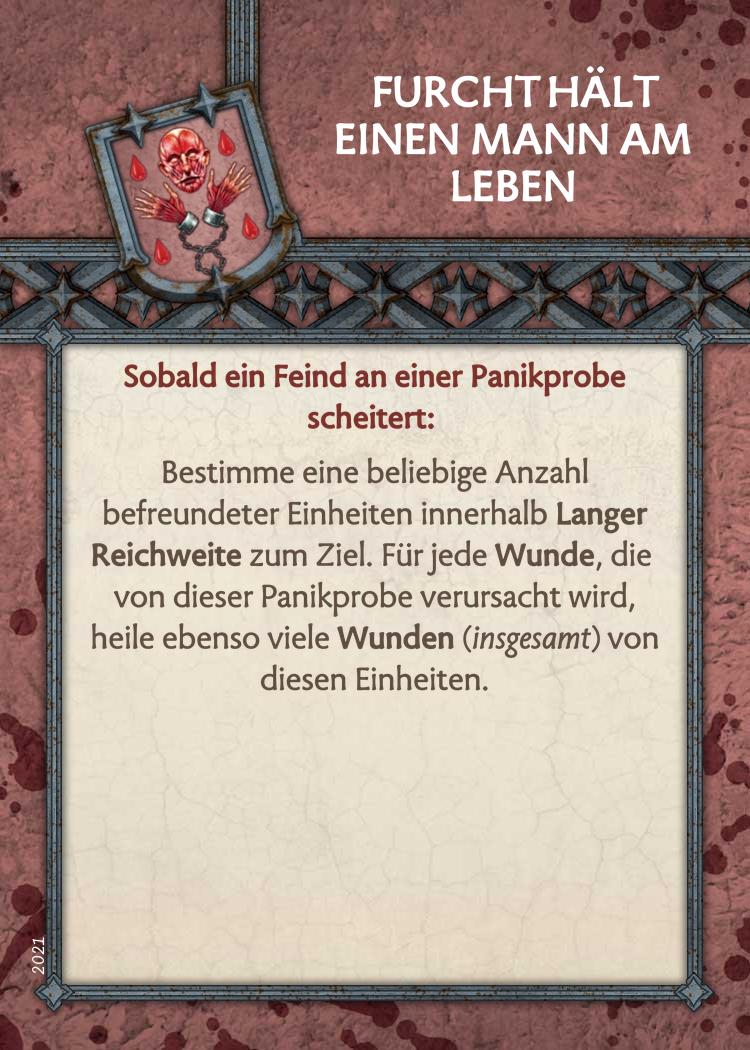 FURCHT HÄLT
EINEN MANN AM
LEBEN
Sobald ein Feind an einer Panikprobe
scheitert:
Bestimme eine beliebige Anzahl
befreundeter Einheiten innerhalb Langer
Reichweite zum Ziel. Für jede Wunde, die
von dieser Panikprobe verursacht wird,
heile ebenso viele Wunden (insgesamt) von
diesen Einheiten.
2021